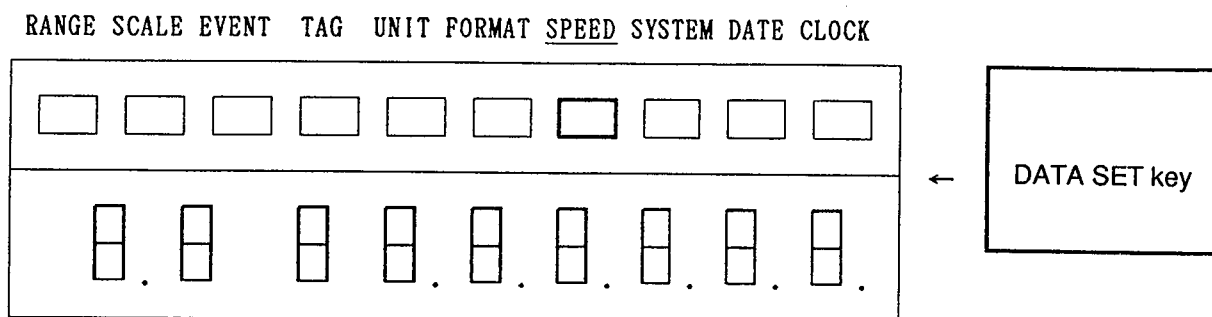 RANGE SCALE EVENT TAG UNIT FORMAT SPEED SYSTEM DATE CLOCK
← DATA SET key